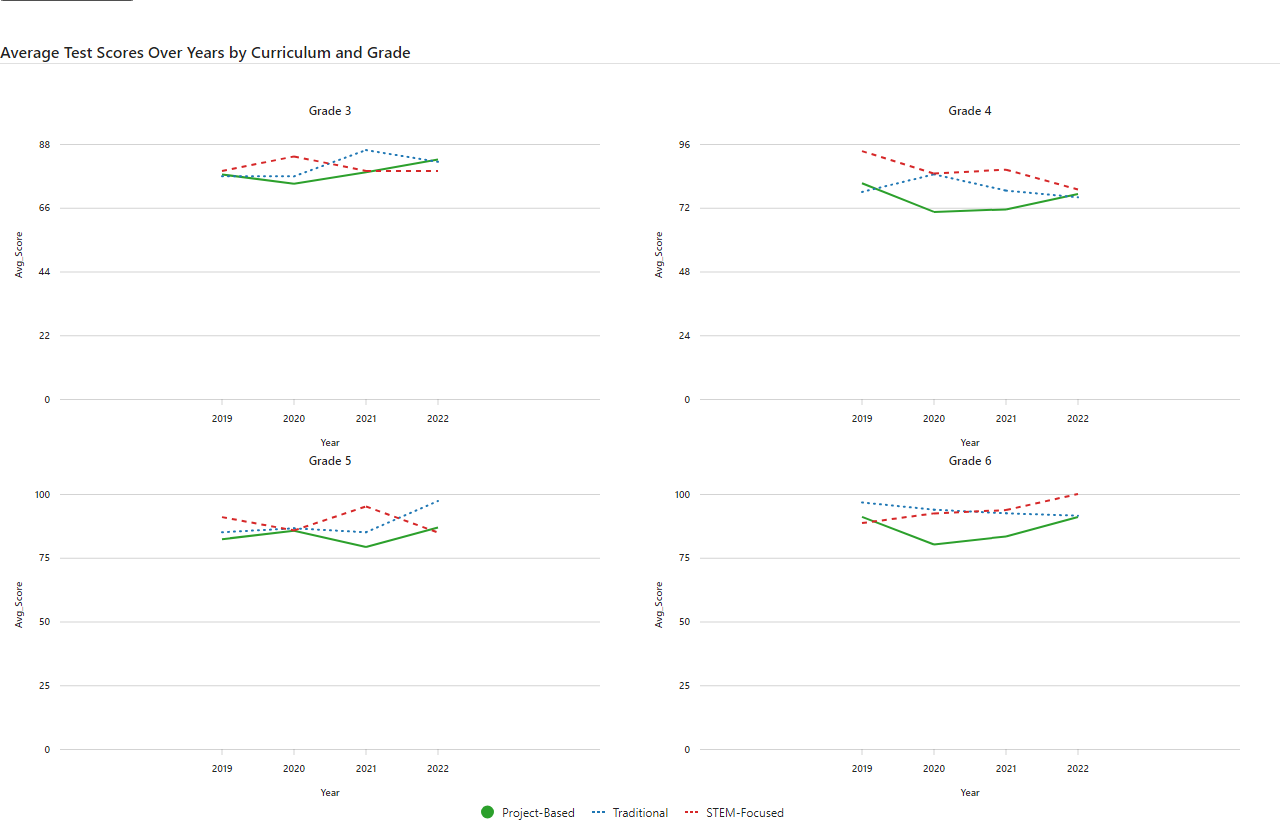 Average Test Scores Over Years by Curriculum and Grade
Grade 3
88
66
44
22
0
Avg_Score
2019 2020 2021 2022
Year
Grade 4
96
72
48
24
0
Avg_Score
2019 2020 2021 2022
Year
Grade 5
100
75
50
25
0
Avg_Score
2019 2020 2021 2022
Year
Grade 6
100
75
50
25
0
Avg_Score
2019 2020 2021 2022
Year
Project-Based Traditional STEM-Focused